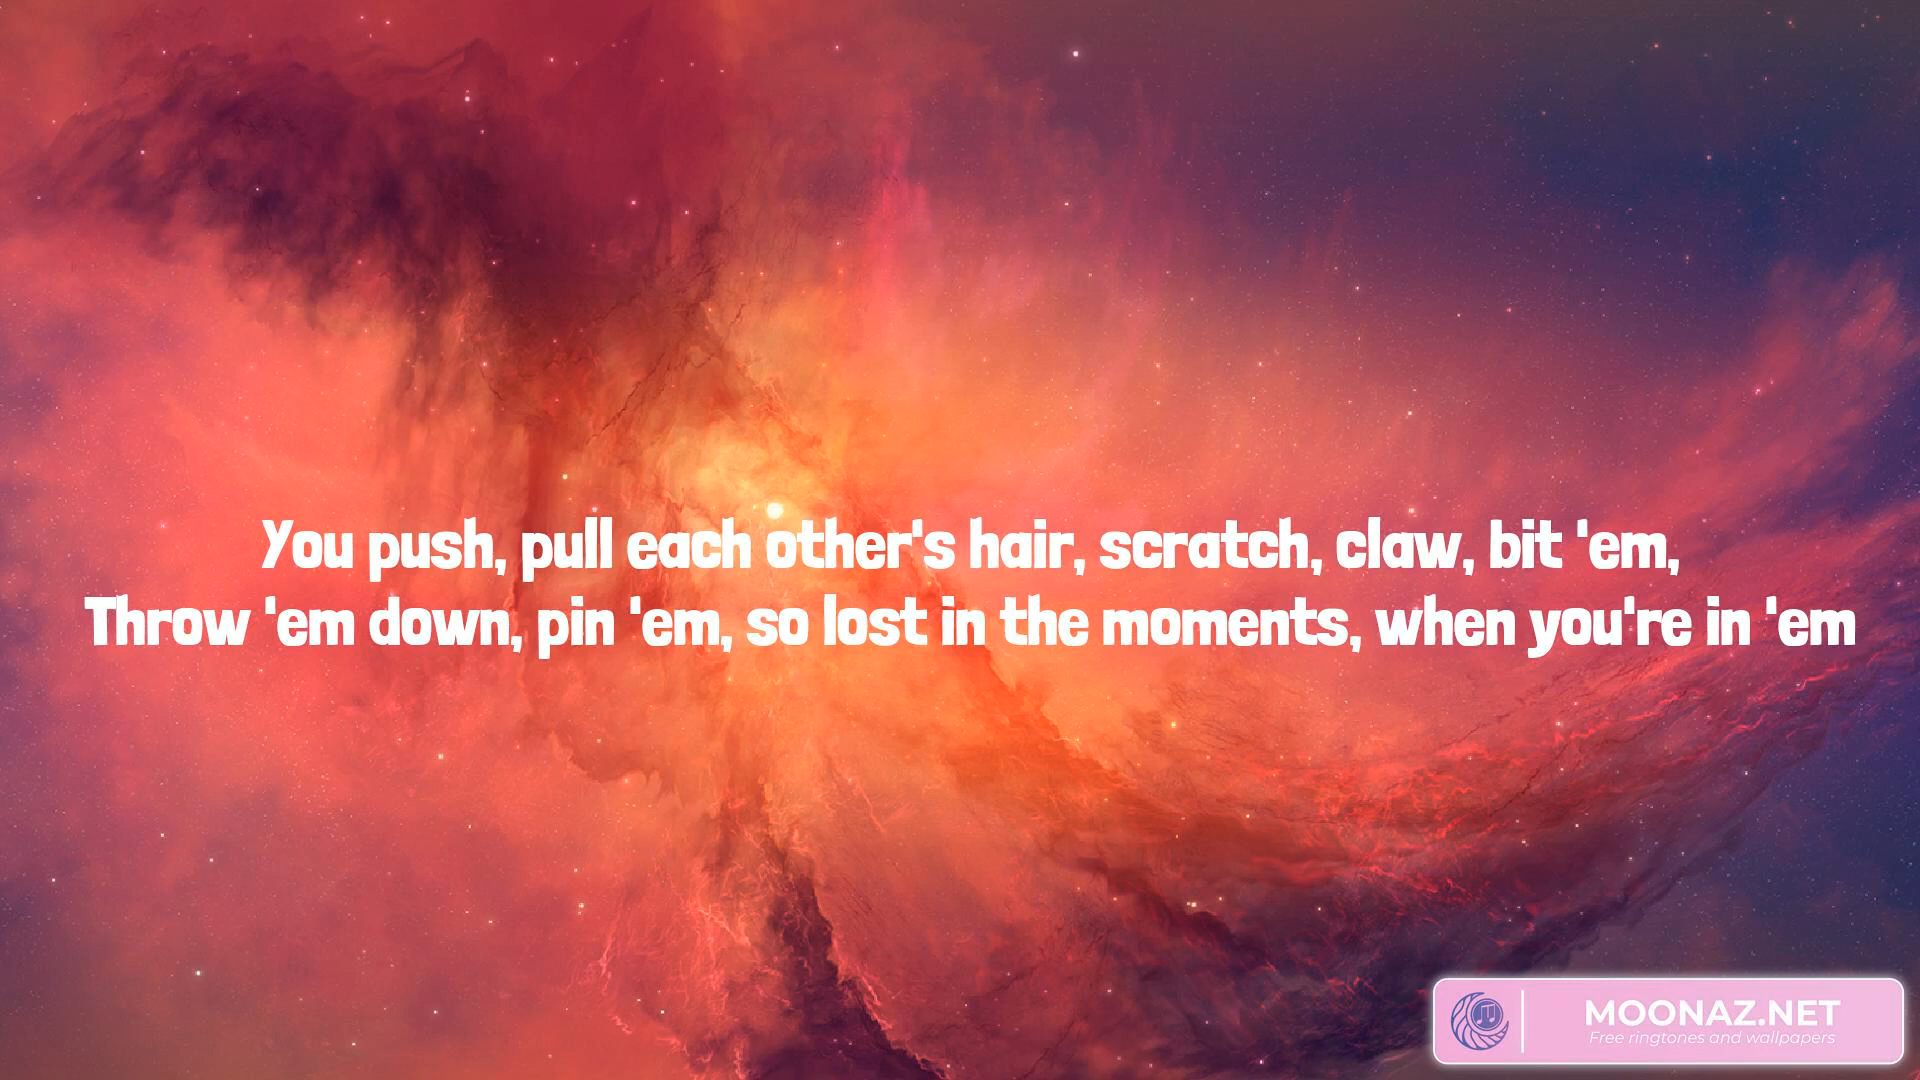 You push, pull each other's hair, scratch, claw, bit 'em,
Throw 'em down, pin 'em, so lost in the moments, when you're in 'em
MOONAZ.NET
Free ringtones and wallpapers